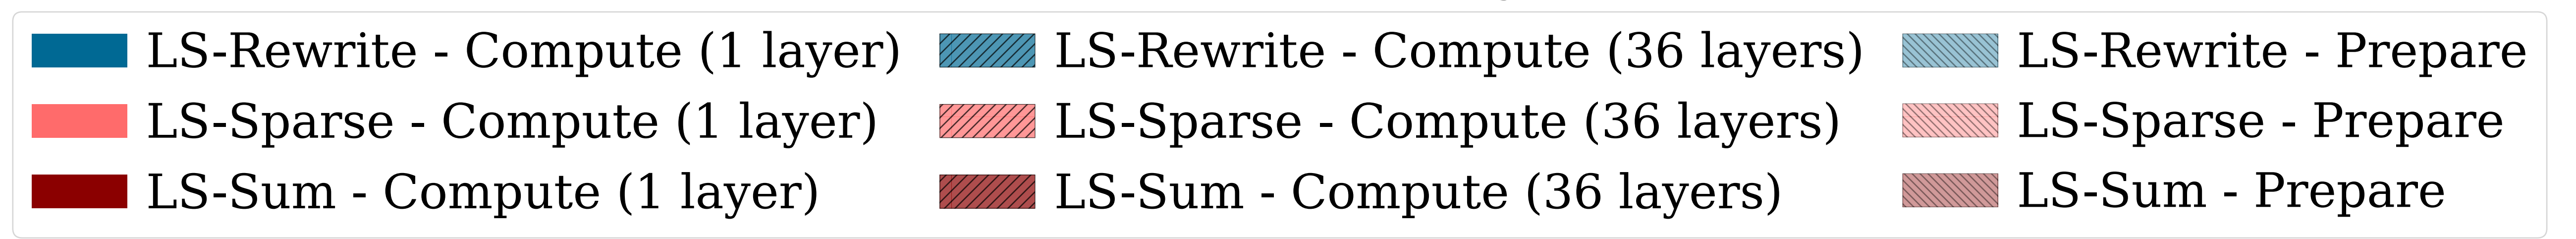 LS-Rewrite - Compute (1 layer) LS-Rewrite - Compute (36 layers) LS-Rewrite - Prepare
LS-Sparse - Compute (1 layer) LS-Sparse - Compute (36 layers) LS-Sparse - Prepare
LS-Sum - Compute (1 layer) LS-Sum - Compute (36 layers) LS-Sum - Prepare